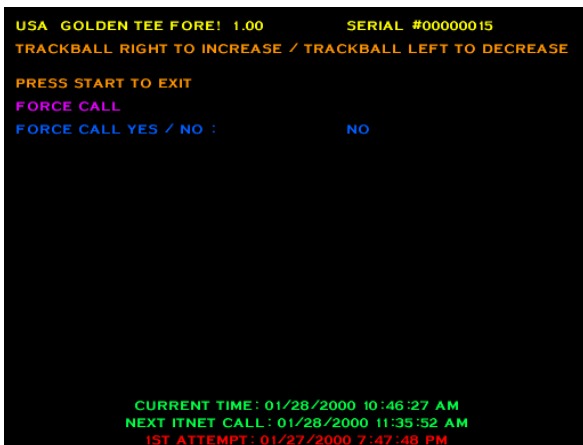 USA GOLDEN TEE FORE! 1.00 SERIAL #00000015
TRACKBALL RIGHT TO INCREASE / TRACKBALL LEFT TO DECREASE
PRESS START TO EXIT
FORCE CALL
FORCE CALL YES / NO : NO
CURRENT TIME: 01/28/2000 10:46:27 AM
NEXT ITNET CALL: 01/28/2000 11:35:52 AM
1ST ATTEMPT: 01/27/2000 7:47:48 PM